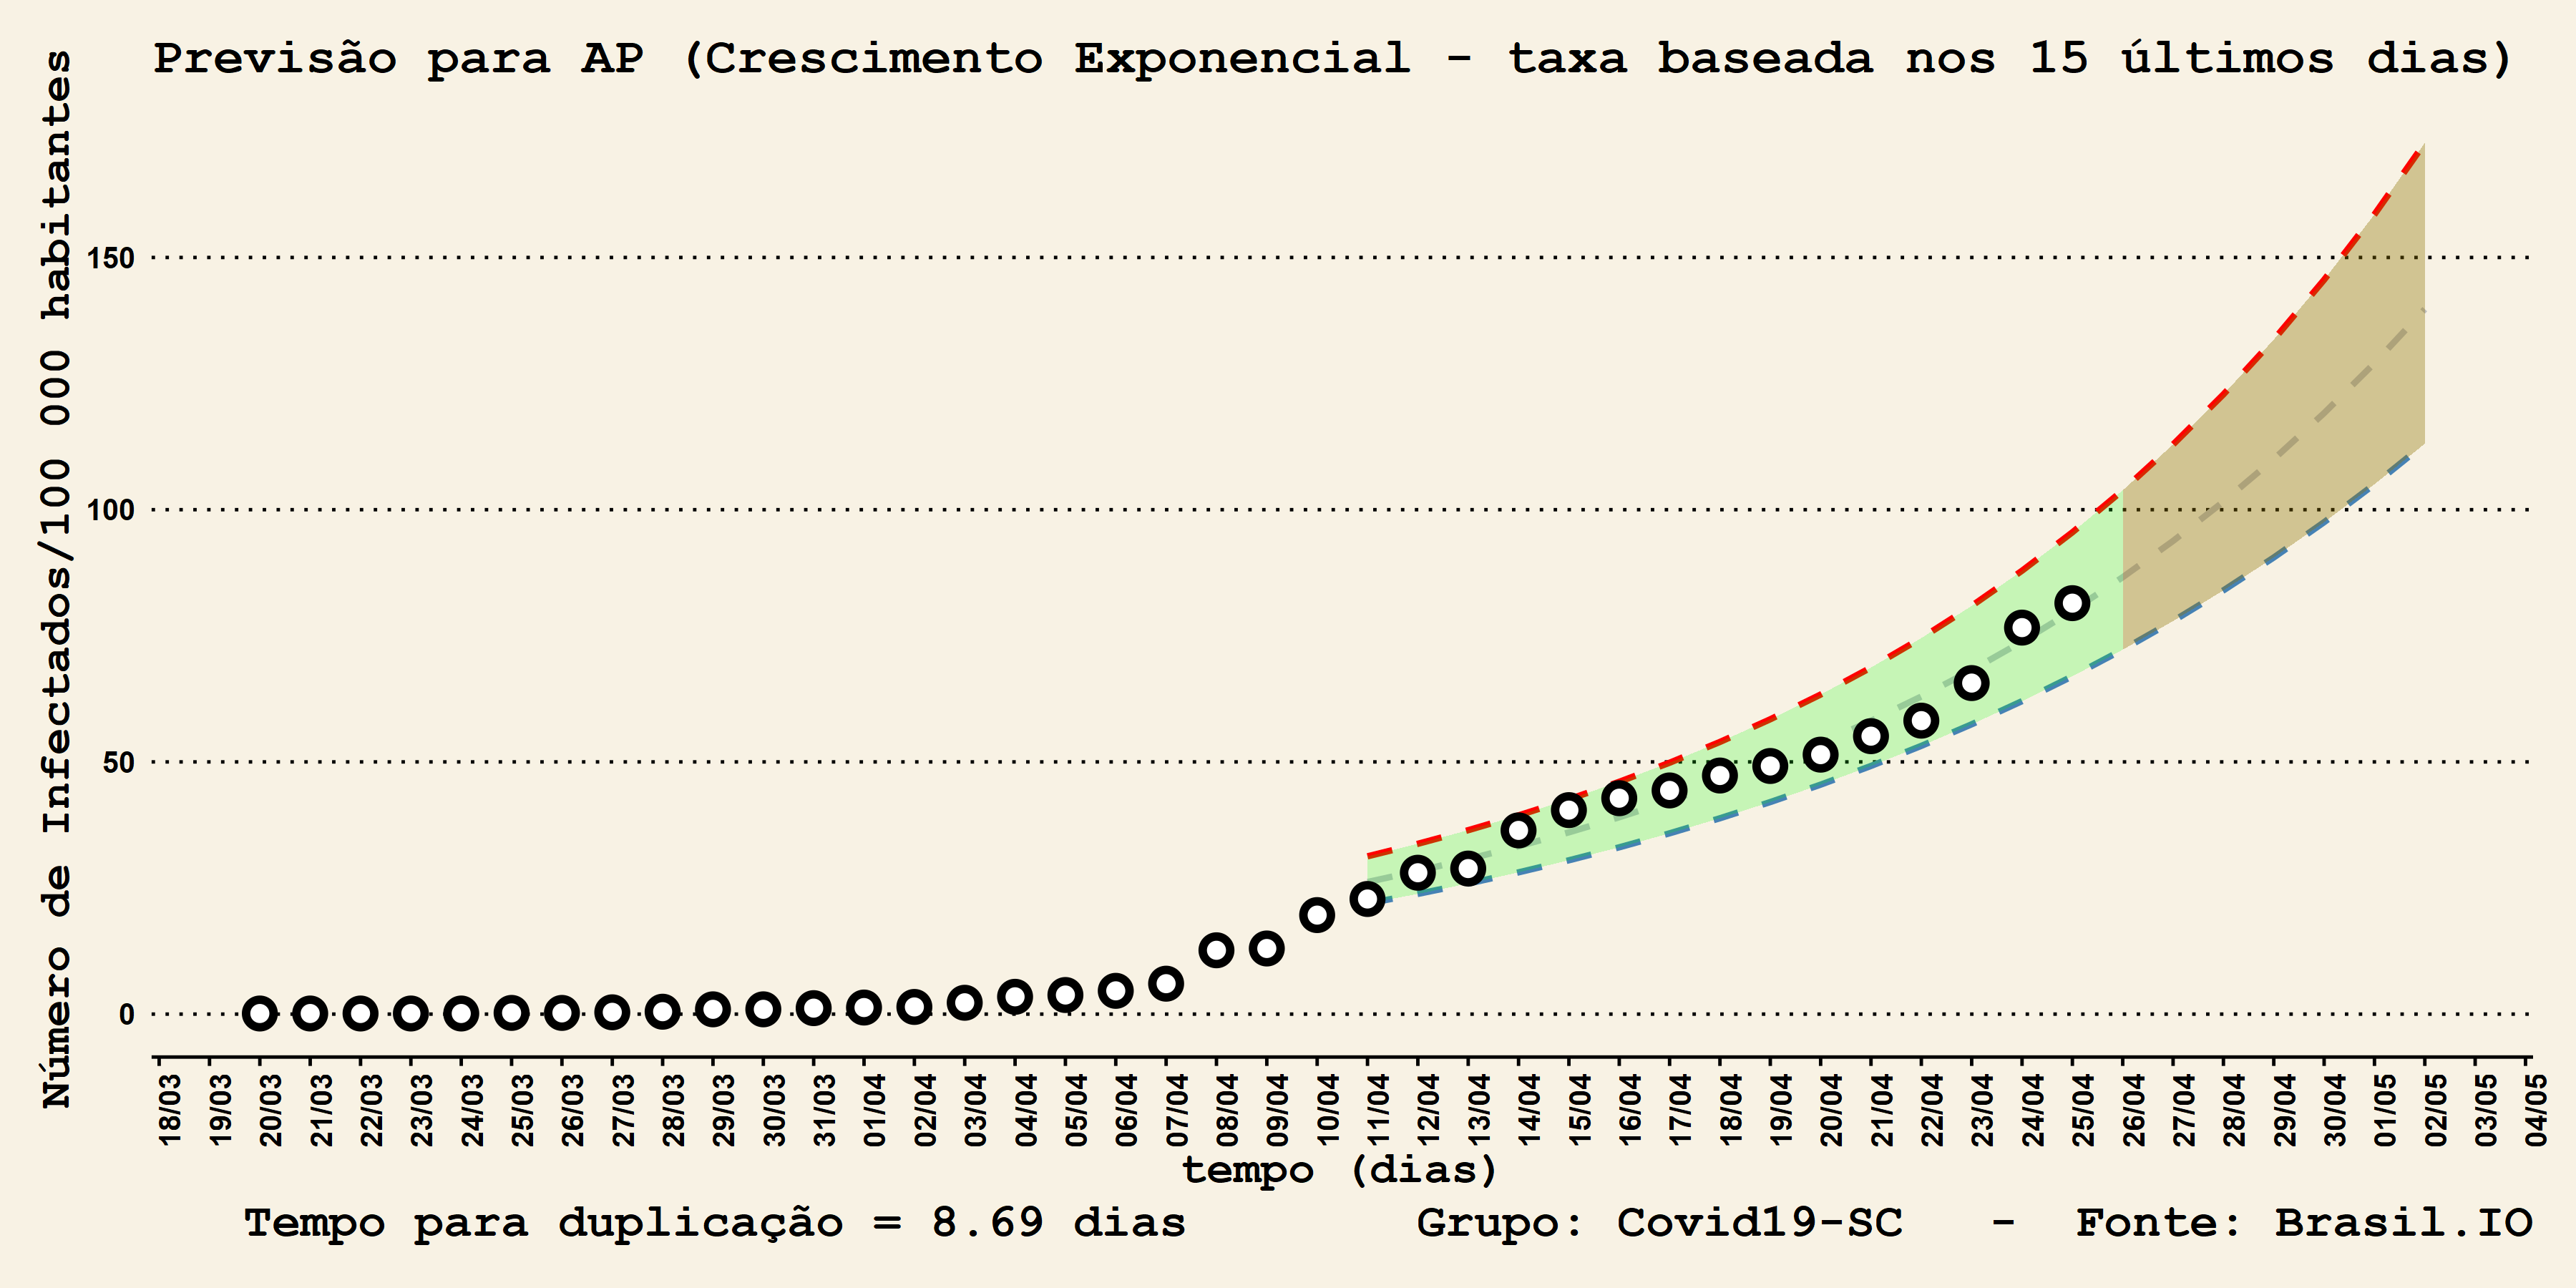 Previsão para AP (Crescimento Exponencial - taxa baseada nos 15 últimos dias)
Número de Infectados/100 000 habitantes
150
100
50
0
18/03 19/03 20/03 21/03 22/03 23/03 24/03 25/03 26/03 27/03 28/03 29/03 30/03 31/03 01/04 02/04 03/04 04/04 05/04 06/04 07/04 08/04 09/04 10/04 11/04 12/04 13/04 14/04 15/04 16/04 17/04 18/04 19/04 20/04 21/04 22/04 23/04 24/04 25/04 26/04 27/04 28/04 29/04 30/04 01/05 02/05 03/05 04/05
tempo (dias)
Tempo para duplicação = 8.69 dias Grupo: Covid19-SC - Fonte: Brasil.IO